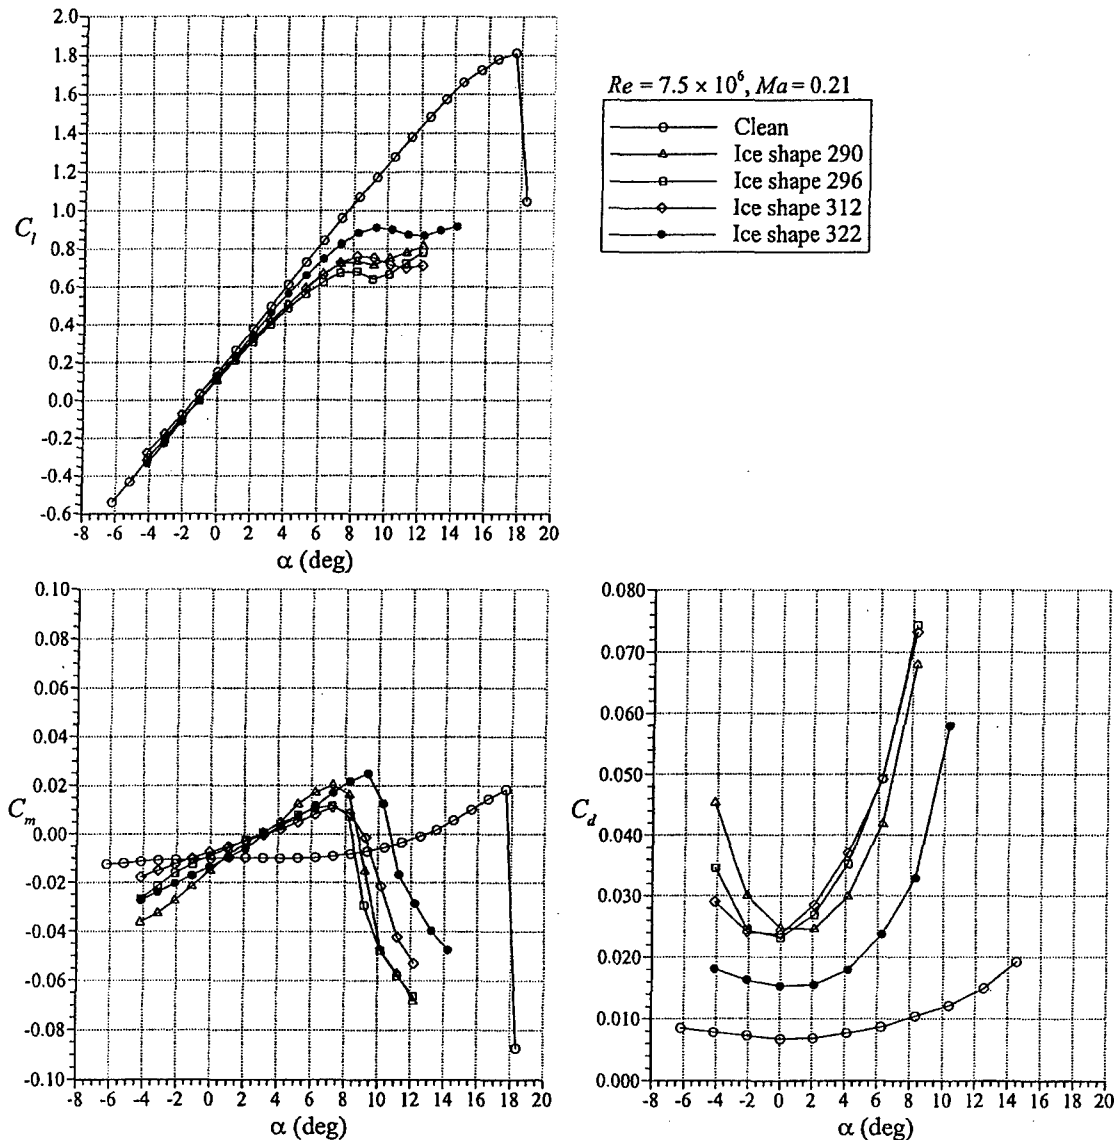 2.0
1.8
1.6
1.4
1.2
1.0
C_l 0.8
0.6
0.4
0.2
0.0
-0.2
-0.4
-0.6
-8 -6 -4 -2 0 2 4 6 8 10 12 14 16 18 20
α (deg)
Re = 7.5 × 10⁶, Ma = 0.21
Clean
Ice shape 290
Ice shape 296
Ice shape 312
Ice shape 322
0.10
0.08
0.06
0.04
0.02
C_m 0.00
-0.02
-0.04
-0.06
-0.08
-0.10
-8 -6 -4 -2 0 2 4 6 8 10 12 14 16 18 20
α (deg)
0.080
0.070
0.060
0.050
C_d
0.040
0.030
0.020
0.010
0.000
-8 -6 -4 -2 0 2 4 6 8 10 12 14 16 18 20
α (deg)